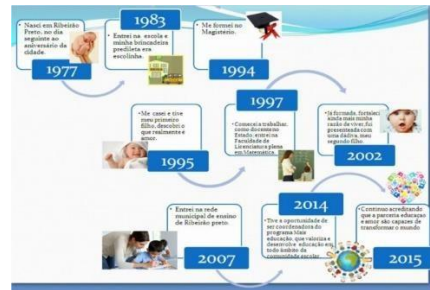 • Nasci em Ribeirão
Preto, no dia
seguinte ao
aniversário da
cidade.
1977
1983
Entrei na escola e
minha brincadeira
predileta era
escolinha.
• Me formei no
Magistério.
1994
• Me casei e tive
meu primeiro
filho, descobri o
que realmente é
amor.
1995
1997
• Comecei a trabalhar,
como docente no
Estado, entrei na
Faculdade de
Licenciatura plena
em Matemática.
• Já formada, fortaleci
ainda mais minha
razão de viver, fui
presenteada com
uma dádiva, meu
segundo filho.
2002
• Entrei na rede
municipal de ensino
de Ribeirão preto.
2007
2014
• Tive a oportunidade de
ser coordenadora do
programa Mais
educação, que valoriza e
desenvolve educação em
todo âmbito da
comunidade escolar.
• Continuo acreditando
que a parceria educação
e amor são capazes de
transformar o mundo
2015